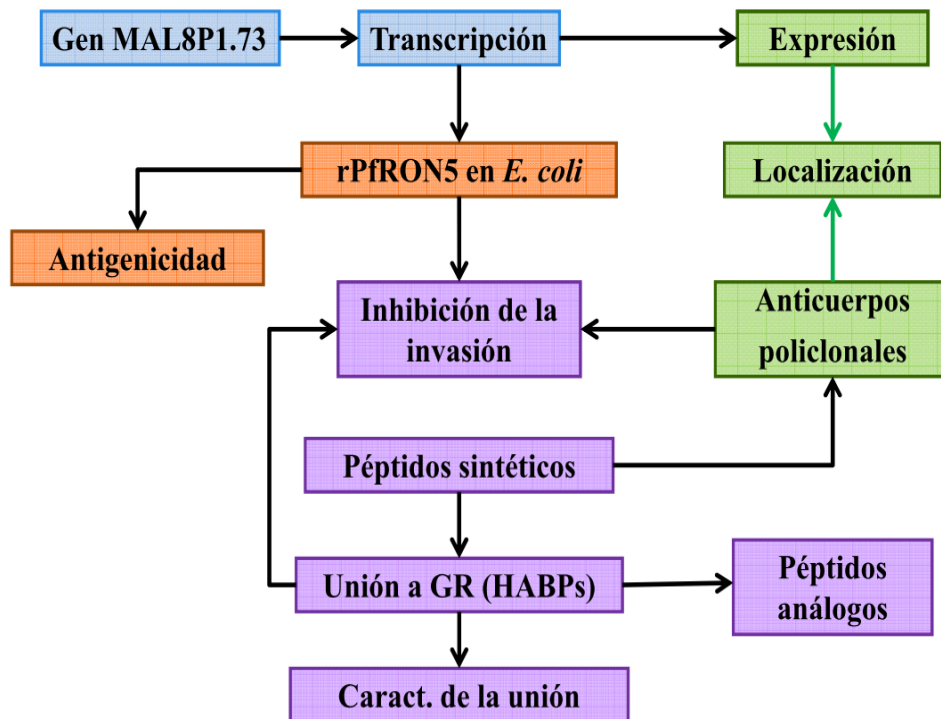 Gen MAL8P1.73
Transcripción
Expresión
rPfRON5 en E. coli
Localización
Antigenicidad
Inhibición de la
invasión
Anticuerpos
policlonales
Péptidos sintéticos
Unión a GR (HABPs)
Péptidos
análogos
Caract. de la unión